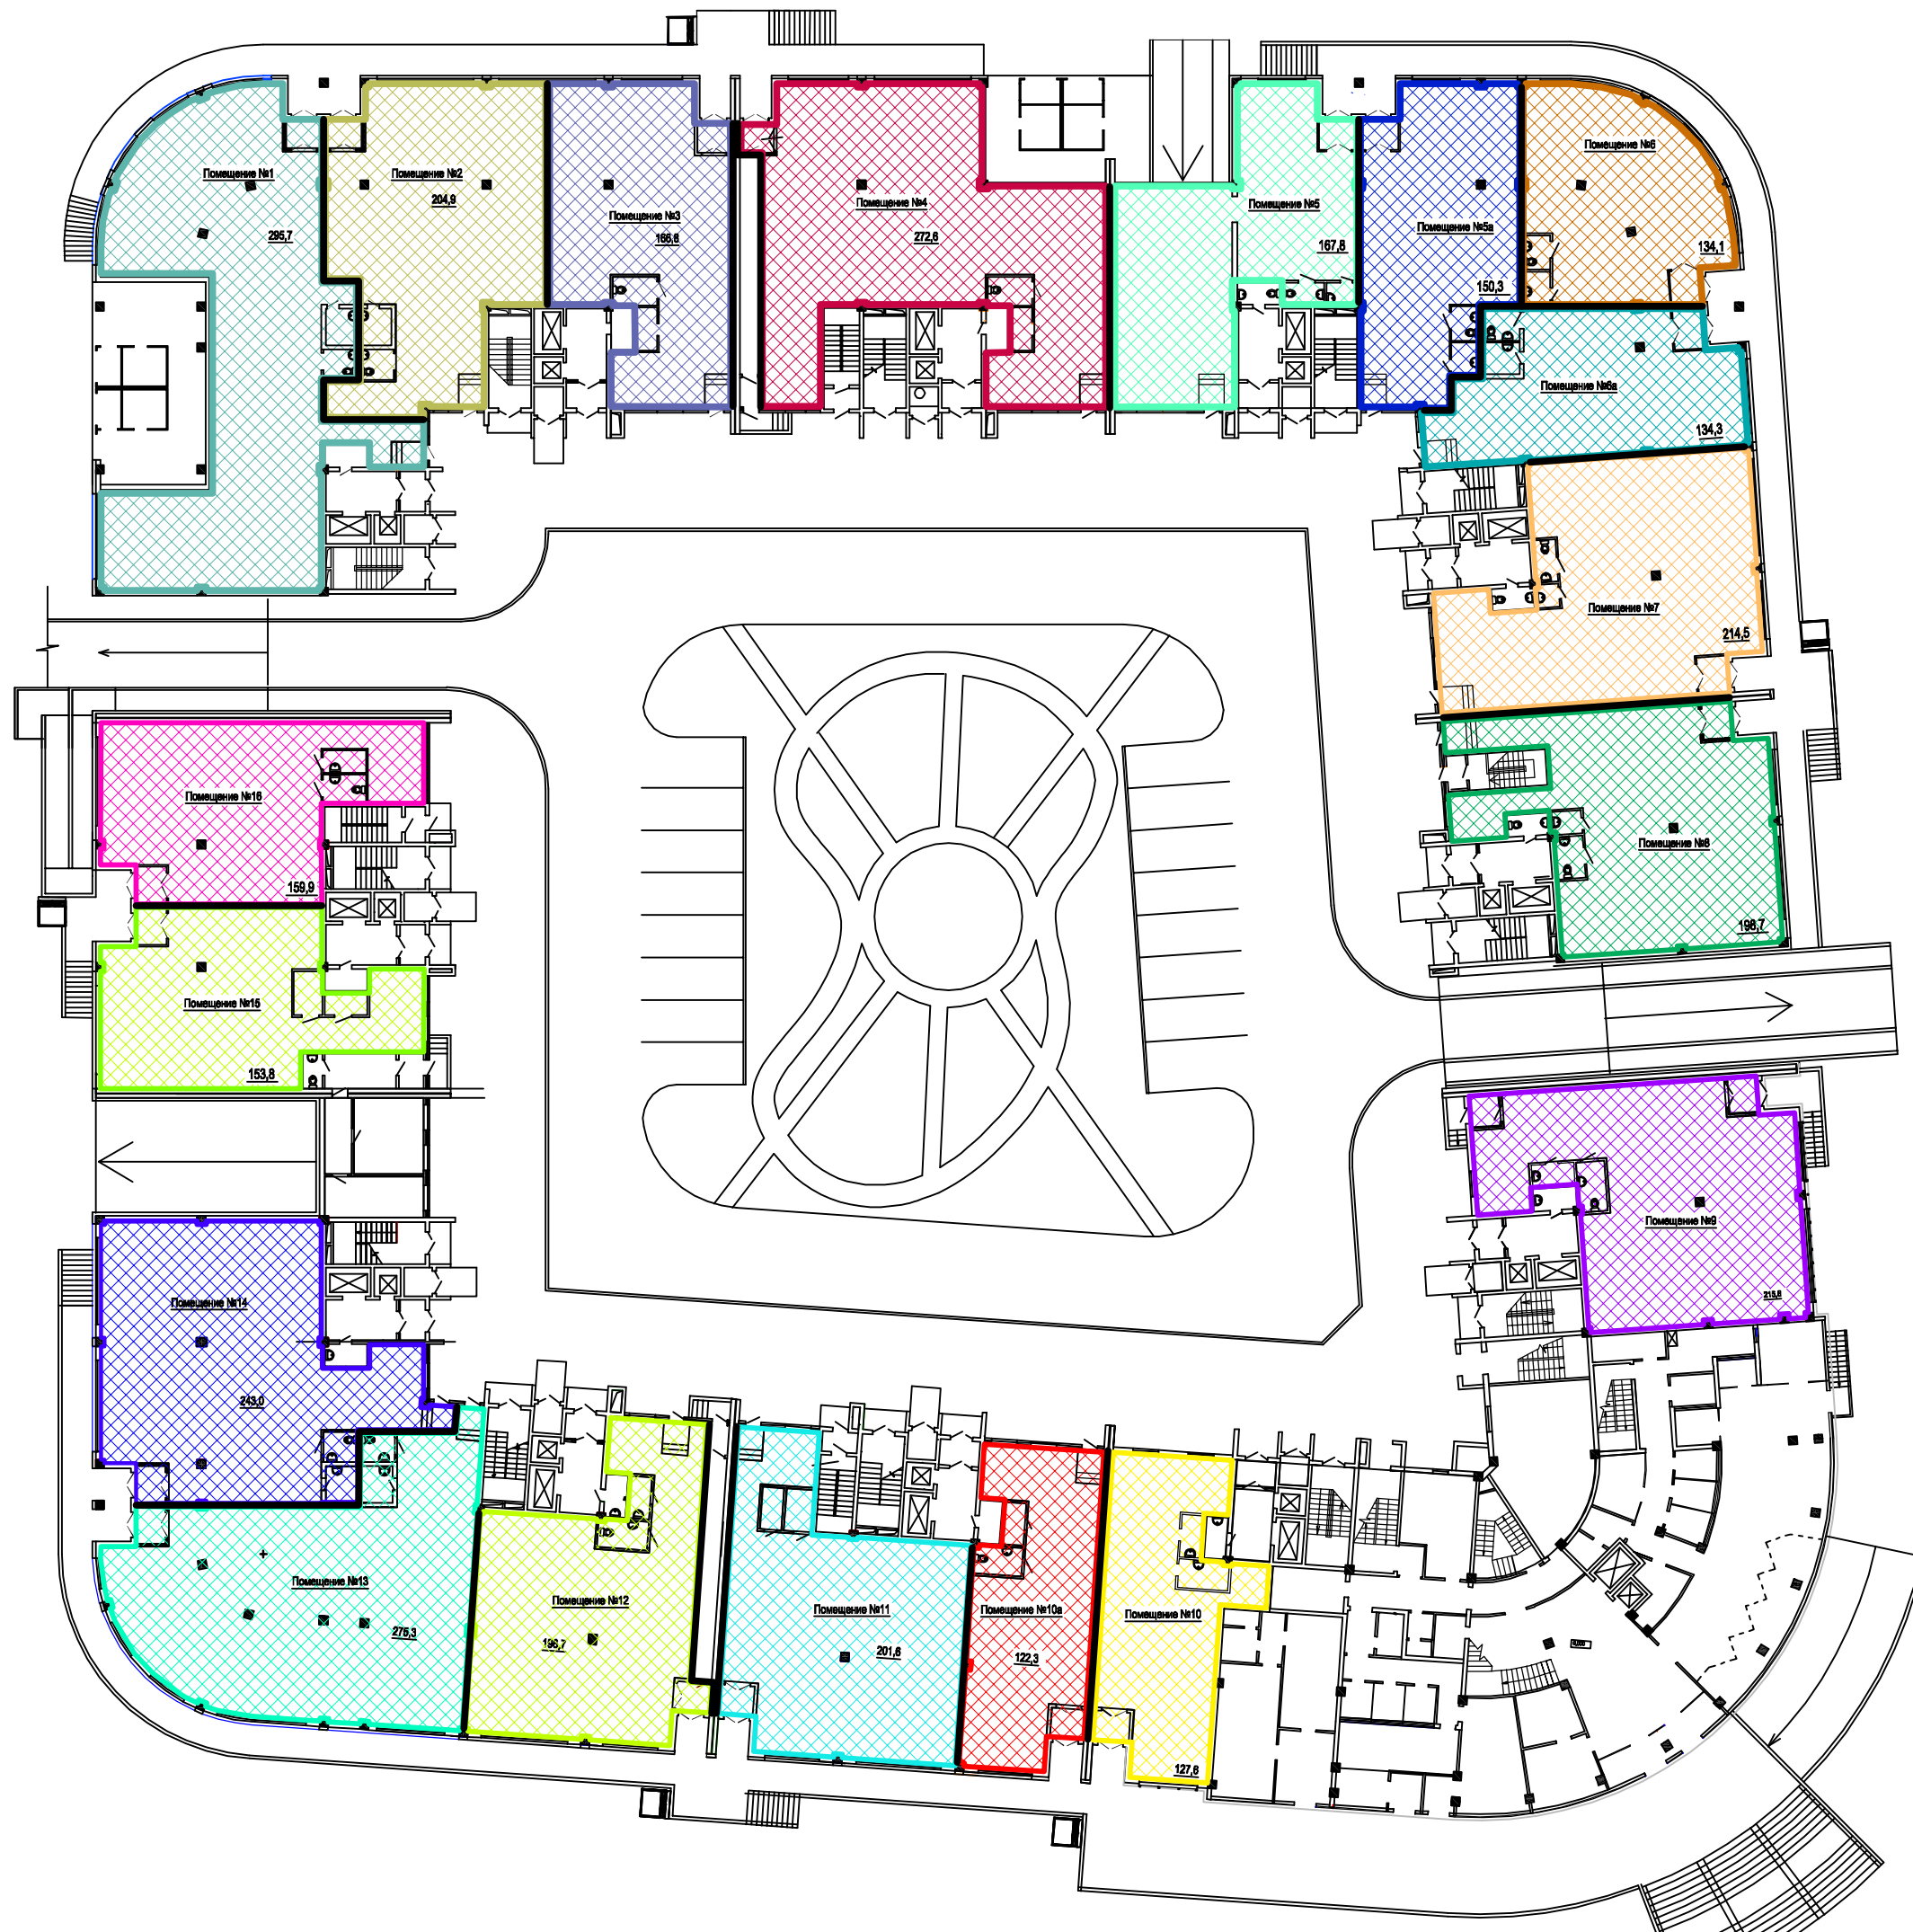 Помещение №1
295,7
Помещение №2
204,9
Помещение №3
166,8
Помещение №4
272,6
Помещение №5
167,8
Помещение №5а
150,3
Помещение №6
134,1
Помещение №6а
134,3
Помещение №7
214,5
Помещение №8
198,7
Помещение №9
215,8
Помещение №10
127,6
Помещение №10а
122,3
Помещение №11
201,6
Помещение №12
196,7
Помещение №13
275,3
Помещение №14
243,0
Помещение №15
153,8
Помещение №16
159,9